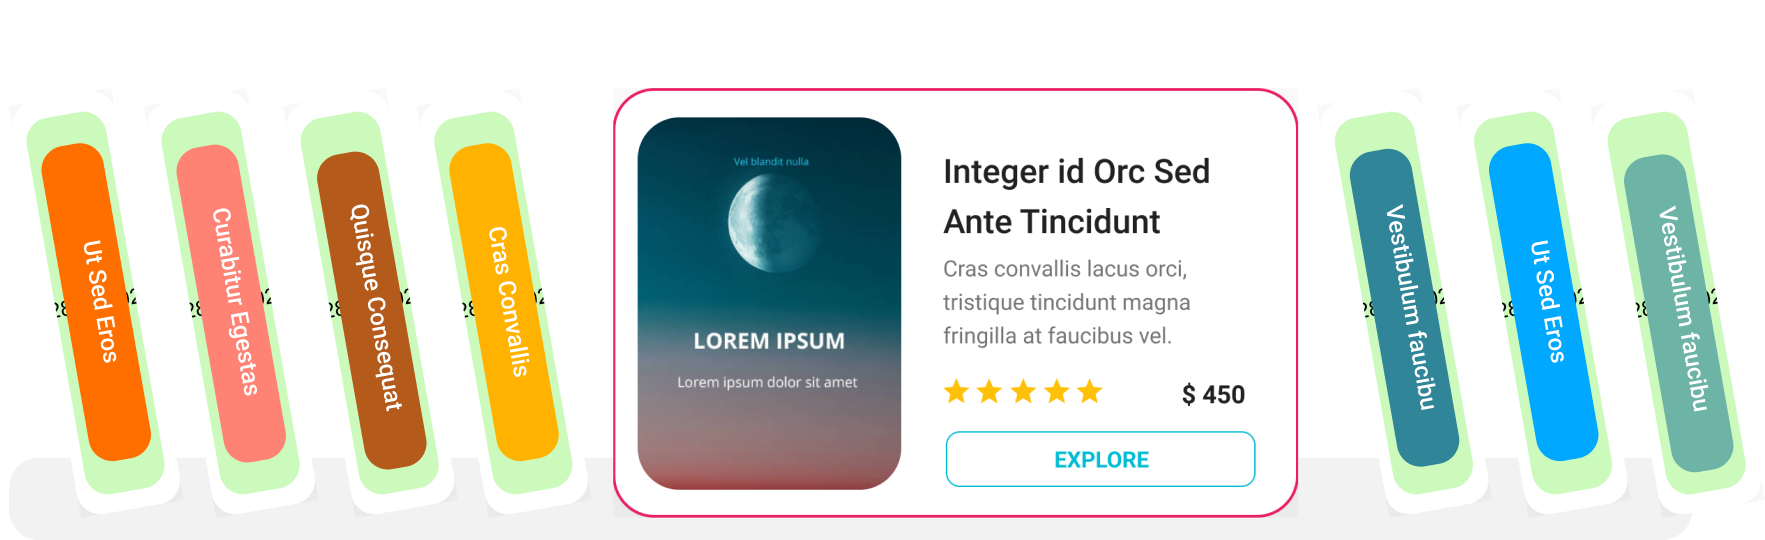 Ut Sed Eros
Curabitur Egestas
Quisque Consequat
Cras Convallis
Vel blandit nulla
LOREM IPSUM
Lorem ipsum dolor sit amet
Integer id Orc Sed
Ante Tincidunt
Cras convallis lacus orci,
tristique tincidunt magna
fringilla at faucibus vel.
$ 450
EXPLORE
Vestibulum faucibu
Ut Sed Eros
Vestibulum faucibu